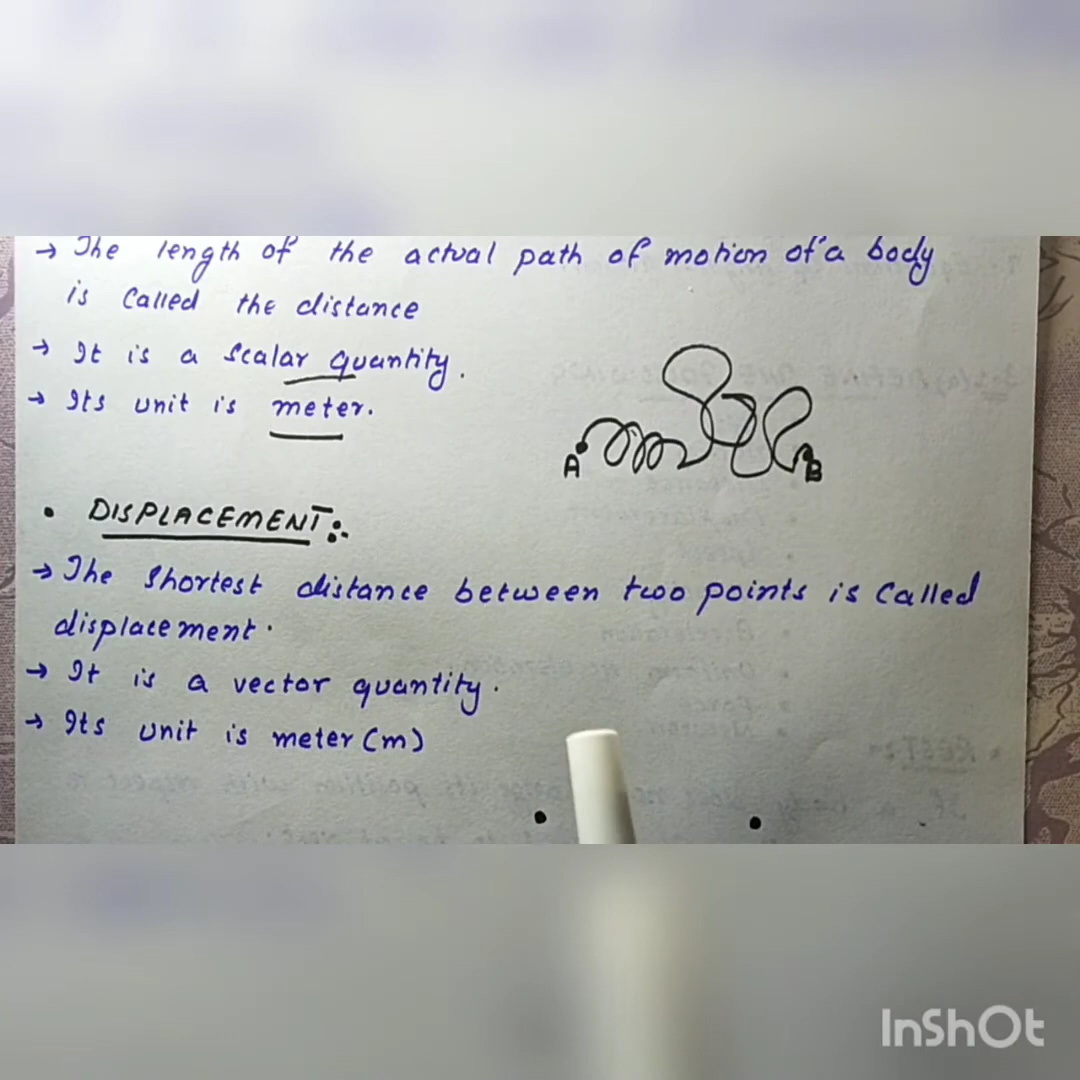 → The length of the actual path of motion of a body
is called the distance
→ It is a scalar quantity.
→ Its unit is meter.
A
B
• DISPLACEMENT:-
→ The shortest distance between two points is called
displacement.
→ It is a vector quantity.
→ Its unit is meter (m)
InShOt